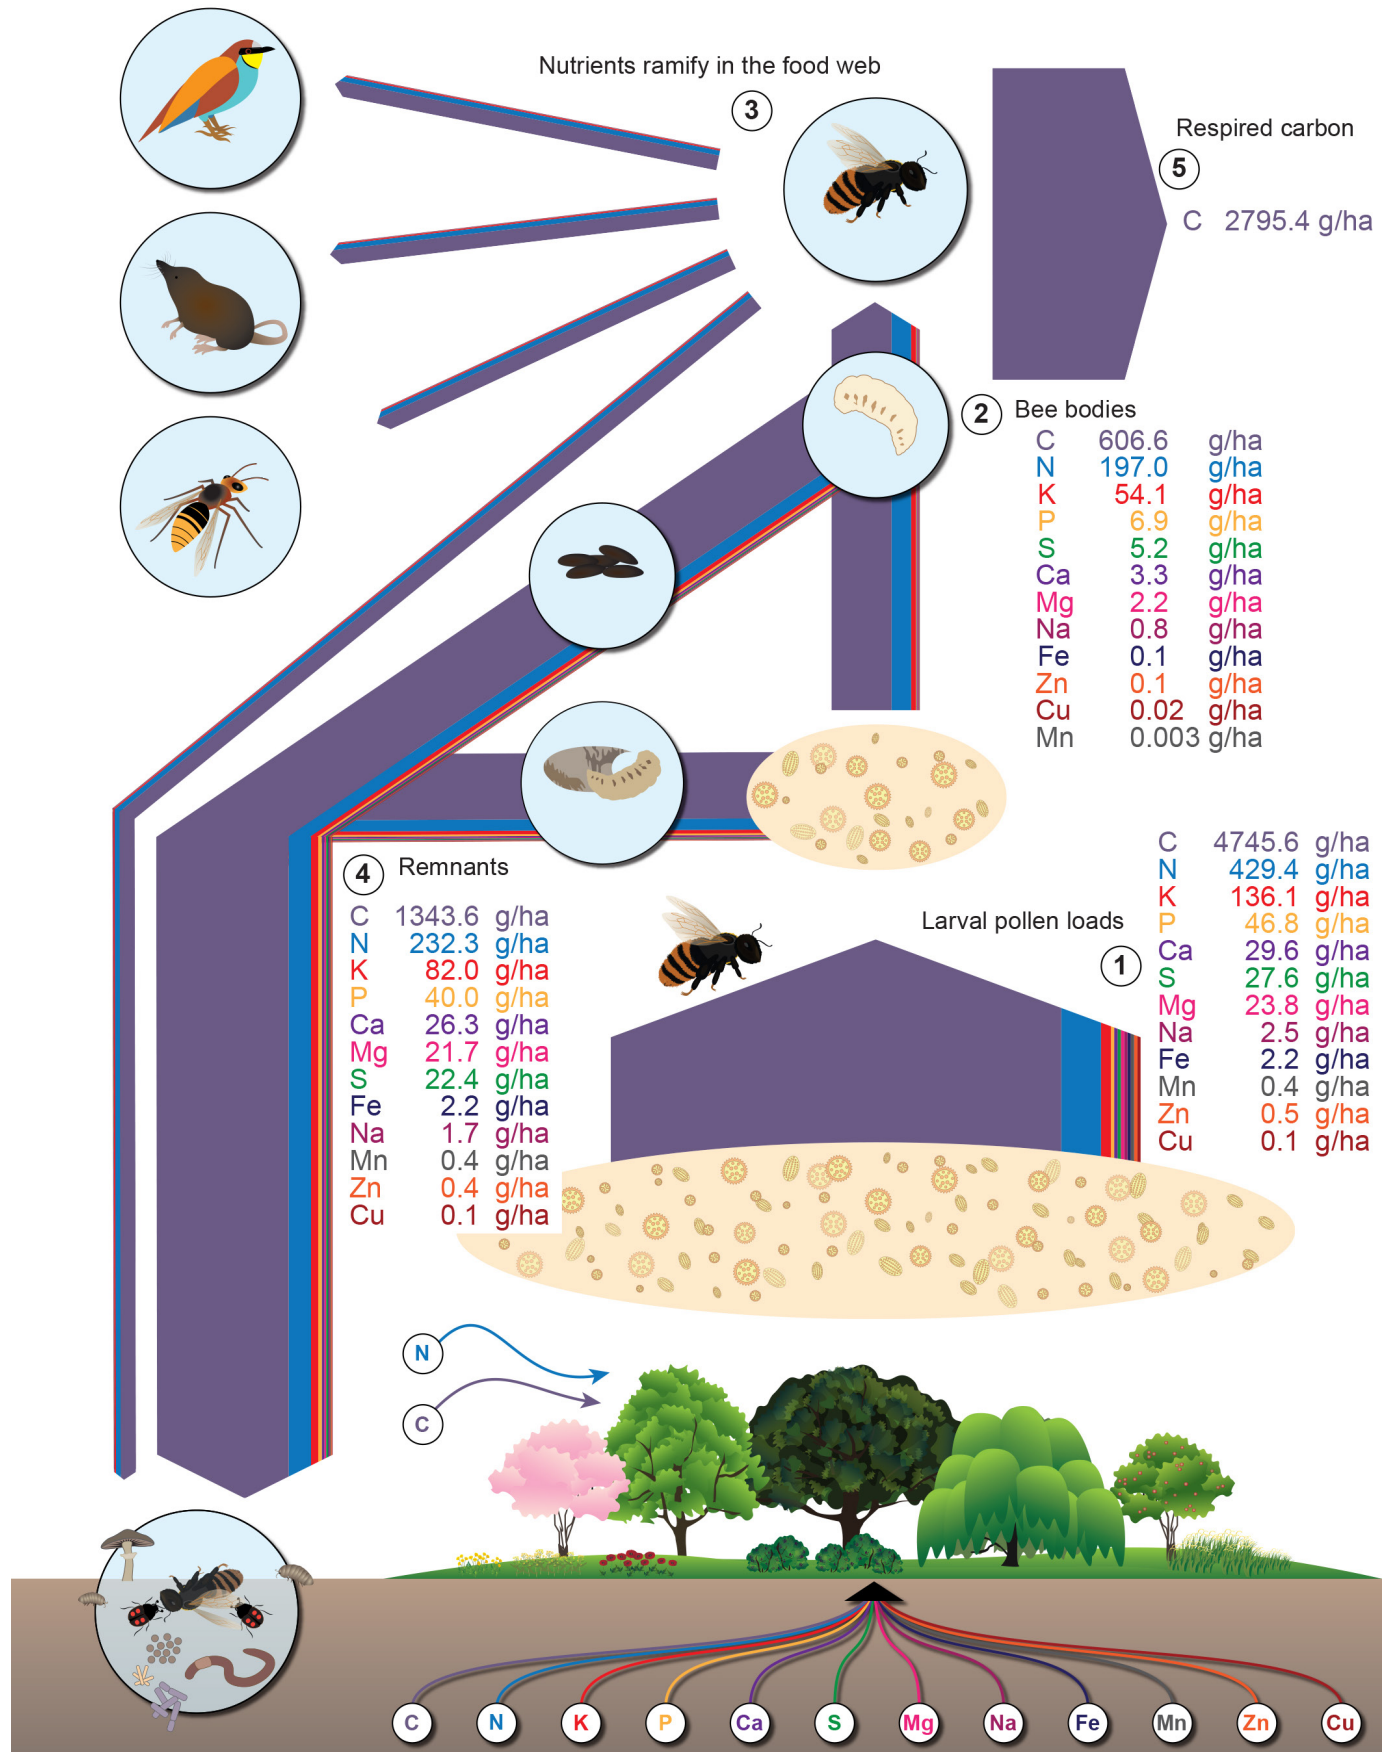 Nutrients ramify in the food web
3
Respired carbon
5
C 2795.4 g/ha
2 Bee bodies
C 606.6 g/ha
N 197.0 g/ha
K 54.1 g/ha
P 6.9 g/ha
S 5.2 g/ha
Ca 3.3 g/ha
Mg 2.2 g/ha
Na 0.8 g/ha
Fe 0.1 g/ha
Zn 0.1 g/ha
Cu 0.02 g/ha
Mn 0.003 g/ha
Larval pollen loads
1
C 4745.6 g/ha
N 429.4 g/ha
K 136.1 g/ha
P 46.8 g/ha
Ca 29.6 g/ha
S 27.6 g/ha
Mg 23.8 g/ha
Na 2.5 g/ha
Fe 2.2 g/ha
Mn 0.4 g/ha
Zn 0.5 g/ha
Cu 0.1 g/ha
4 Remnants
C 1343.6 g/ha
N 232.3 g/ha
K 82.0 g/ha
P 40.0 g/ha
Ca 26.3 g/ha
Mg 21.7 g/ha
S 22.4 g/ha
Fe 2.2 g/ha
Na 1.7 g/ha
Mn 0.4 g/ha
Zn 0.4 g/ha
Cu 0.1 g/ha
N
C
C N K P Ca S Mg Na Fe Mn Zn Cu